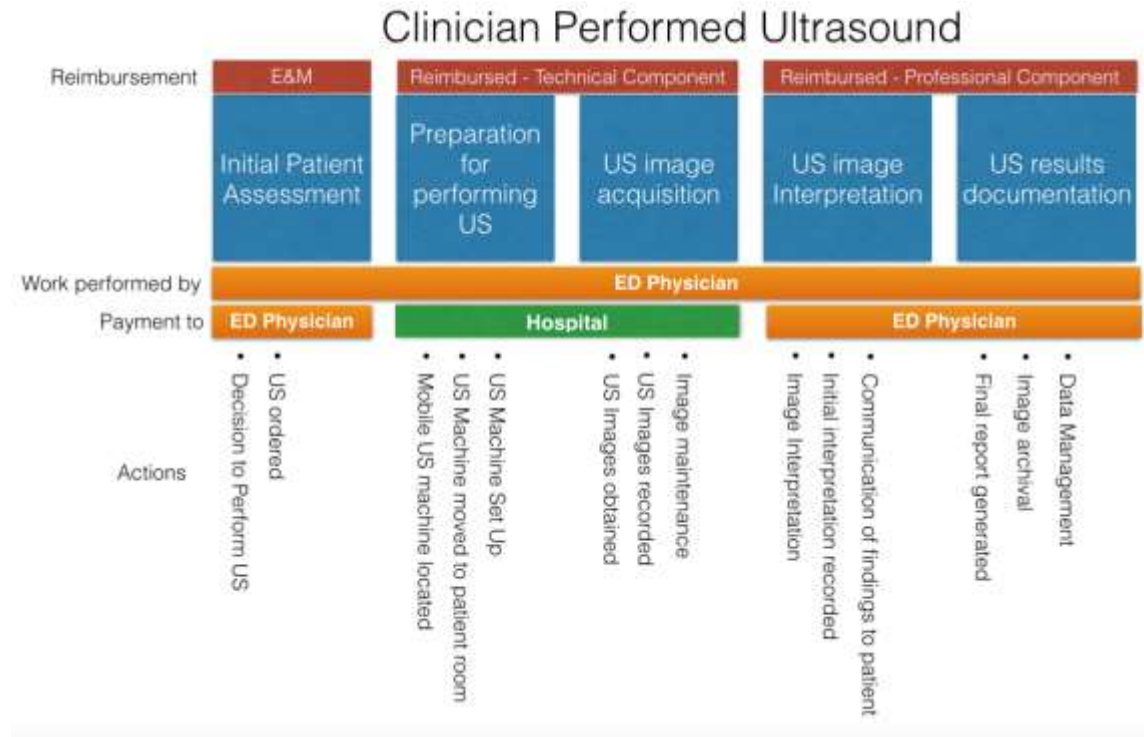 Clinician Performed Ultrasound
Reimbursement
E&M
Reimbursed - Technical Component
Reimbursed - Professional Component
Initial Patient
Assessment
Preparation
for
performing
US
US image
acquisition
US image
Interpretation
US results
documentation
Work performed by
ED Physician
Payment to
ED Physician
Hospital
ED Physician
Actions
• Decision to Perform US
• US ordered
• Mobile US machine located
• US Machine moved to patient room
• US Machine Set Up
• US Images obtained
• US Images recorded
• Image maintenance
• Image Interpretation
• Initial interpretation recorded
• Communication of findings to patient
• Final report generated
• Image archival
• Data Management